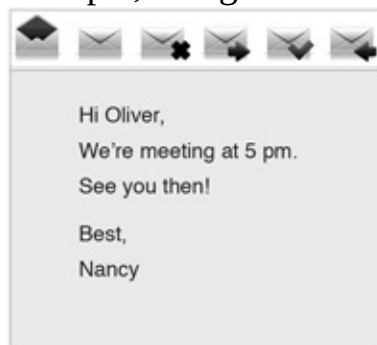 Hi Oliver,
We're meeting at 5 pm.
See you then!
Best,
Nancy